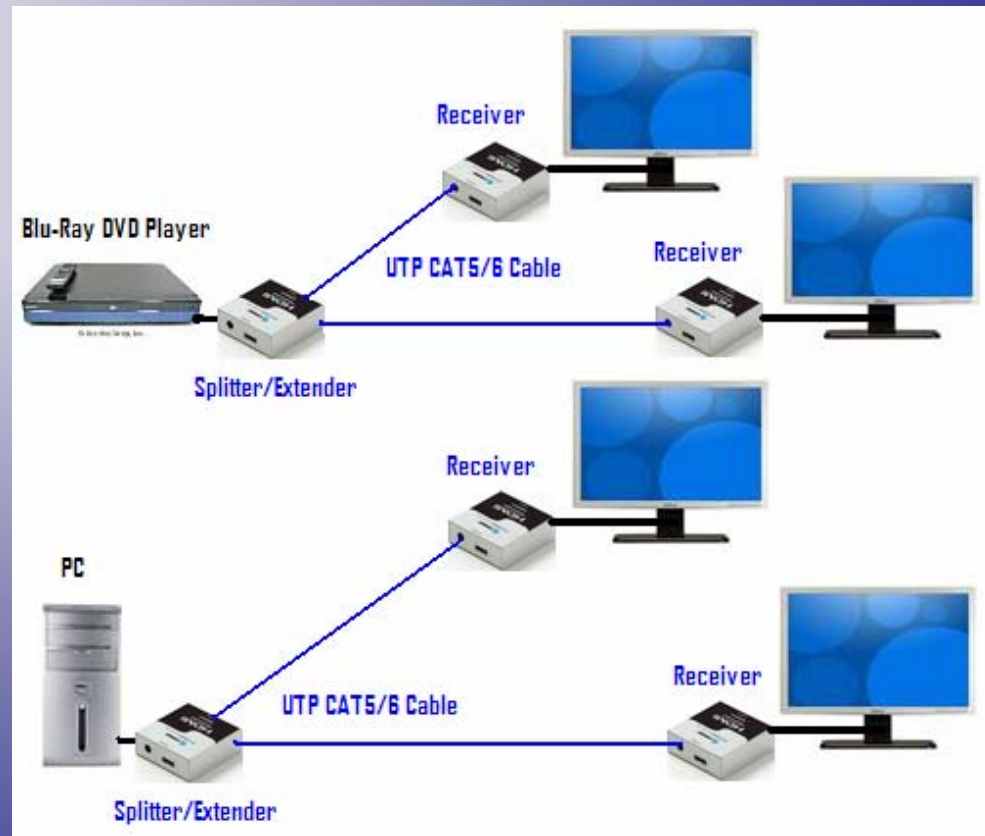 Receiver
Blu-Ray DVD Player
UTP CAT5/6 Cable
Receiver
Splitter/Extender
Receiver
PC
UTP CAT5/6 Cable
Receiver
Splitter/Extender